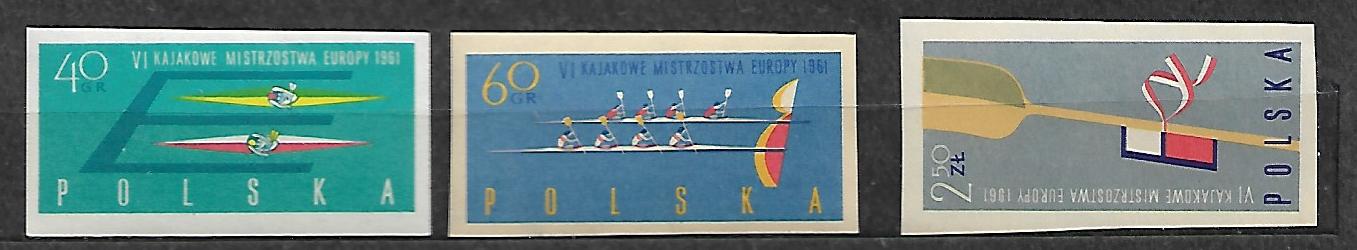 40
GR
VI KAJAKOWE MISTRZOSTWA EUROPY 1961
POLSKA
60
GR
VI KAJAKOWE MISTRZOSTWA EUROPY 1961
POLSKA
2 50
ZŁ
VI KAJAKOWE MISTRZOSTWA EUROPY 1961
POLSKA